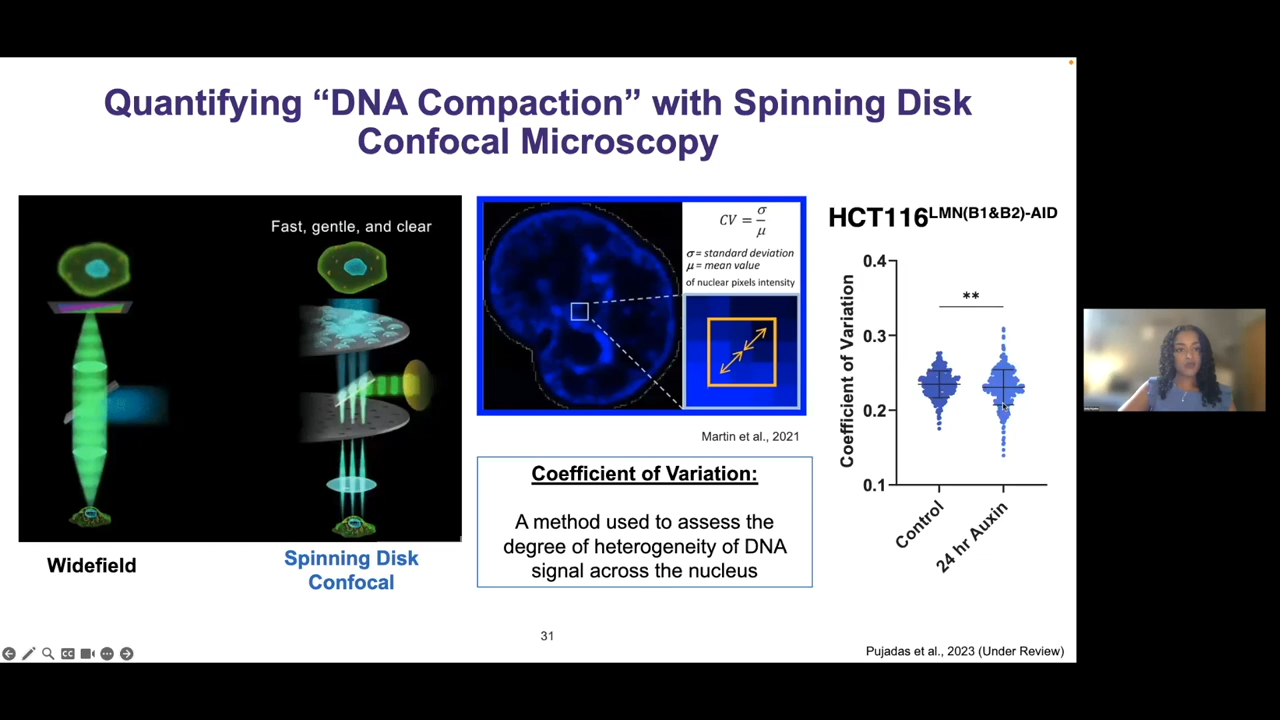 Quantifying “DNA Compaction” with Spinning Disk
Confocal Microscopy
Fast, gentle, and clear
Widefield
Spinning Disk
Confocal
CV = σ
μ
σ = standard deviation
μ = mean value
of nuclear pixels intensity
Martin et al., 2021
Coefficient of Variation:
A method used to assess the
degree of heterogeneity of DNA
signal across the nucleus
HCT116LMN(B1&B2)-AID
Coefficient of Variation
0.4
0.3
0.2
0.1
**
Control
24 hr Auxin
31
Pujadas et al., 2023 (Under Review)
CC